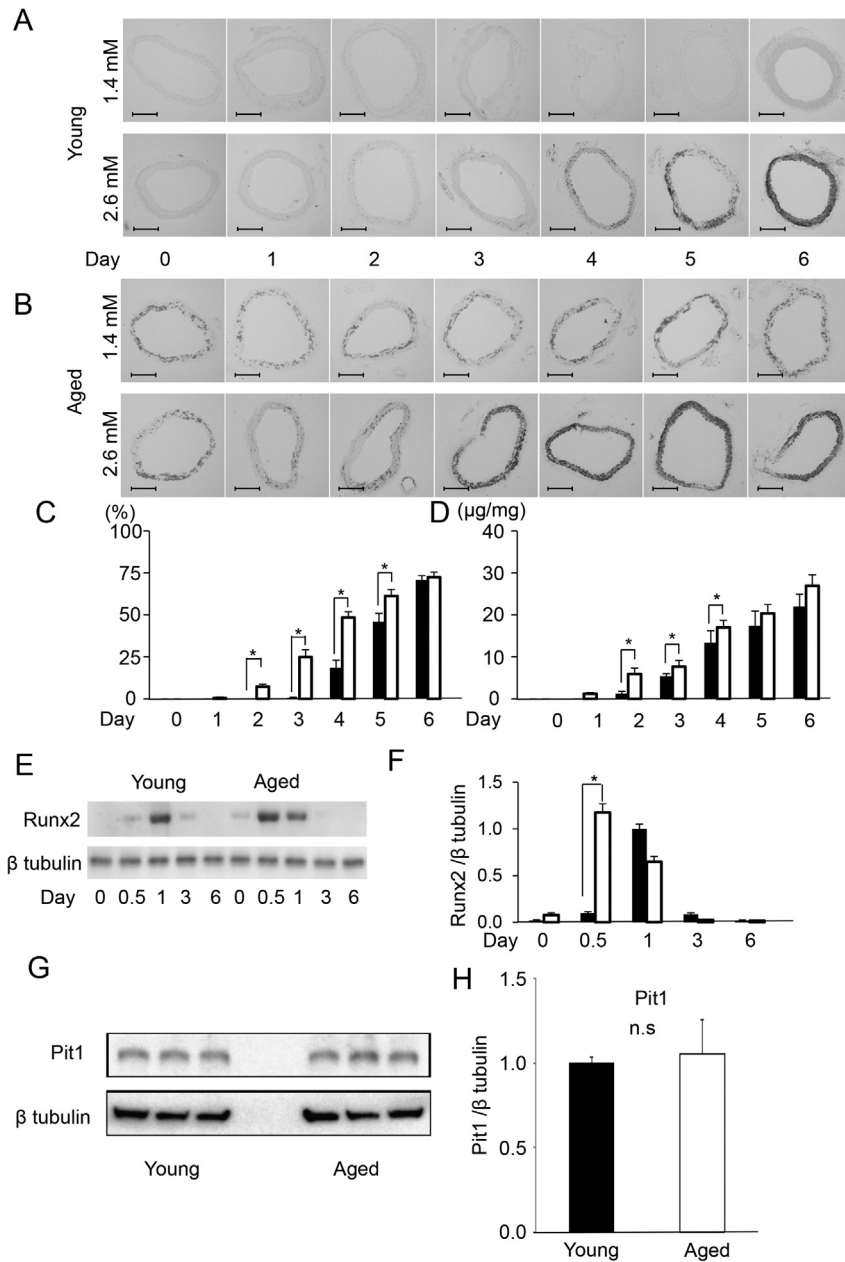 A
Young
1.4 mM
2.6 mM
Day 0 1 2 3 4 5 6
B
Aged
1.4 mM
2.6 mM
C
(%)
100
75
50
25
0
* * * *
Day 0 1 2 3 4 5 6
D
(μg/mg)
40
30
20
10
0
* * *
Day 0 1 2 3 4 5 6
E
Young Aged
Runx2
β tubulin
Day 0 0.5 1 3 6 0 0.5 1 3 6
F
Runx2 /β tubulin
1.5
1.0
0.5
0.0
*
Day 0 0.5 1 3 6
G
Pit1
β tubulin
Young Aged
H
Pit1
n.s
Pit1 /β tubulin
1.5
1.0
0.5
0.0
Young Aged